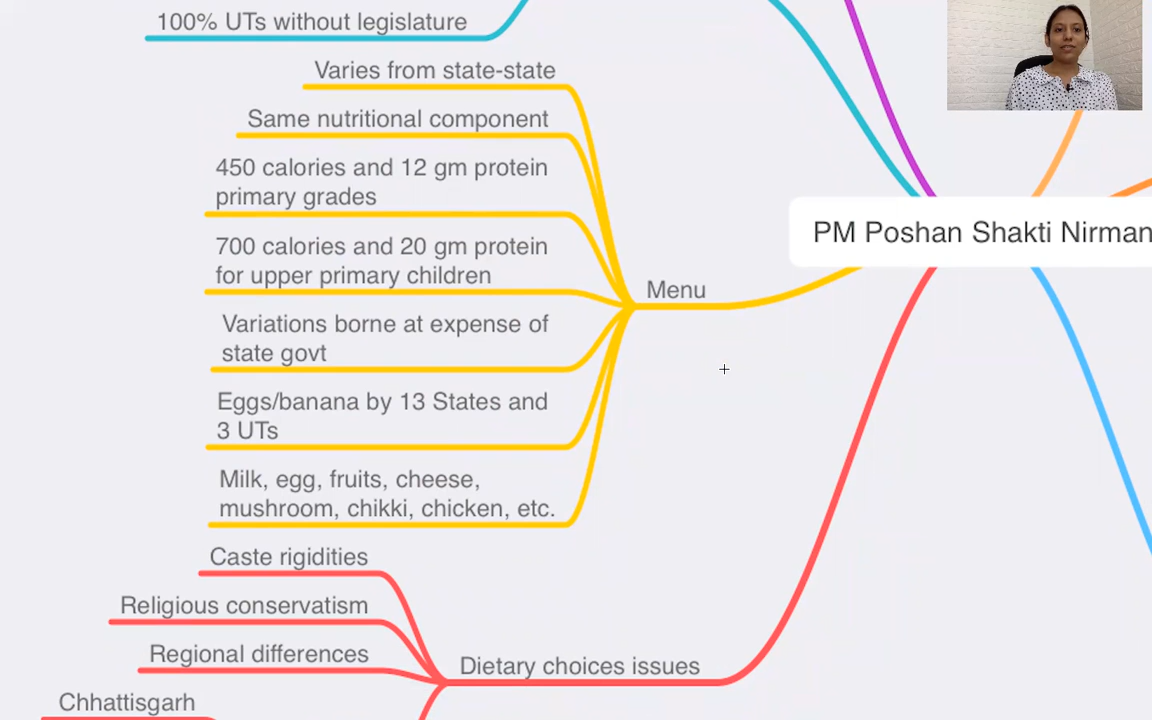 100% UTs without legislature
Varies from state-state
Same nutritional component
450 calories and 12 gm protein
primary grades
700 calories and 20 gm protein
for upper primary children
Variations borne at expense of
state govt
Eggs/banana by 13 States and
3 UTs
Milk, egg, fruits, cheese,
mushroom, chikki, chicken, etc.
Menu
PM Poshan Shakti Nirman
Caste rigidities
Religious conservatism
Regional differences
Chhattisgarh
Dietary choices issues